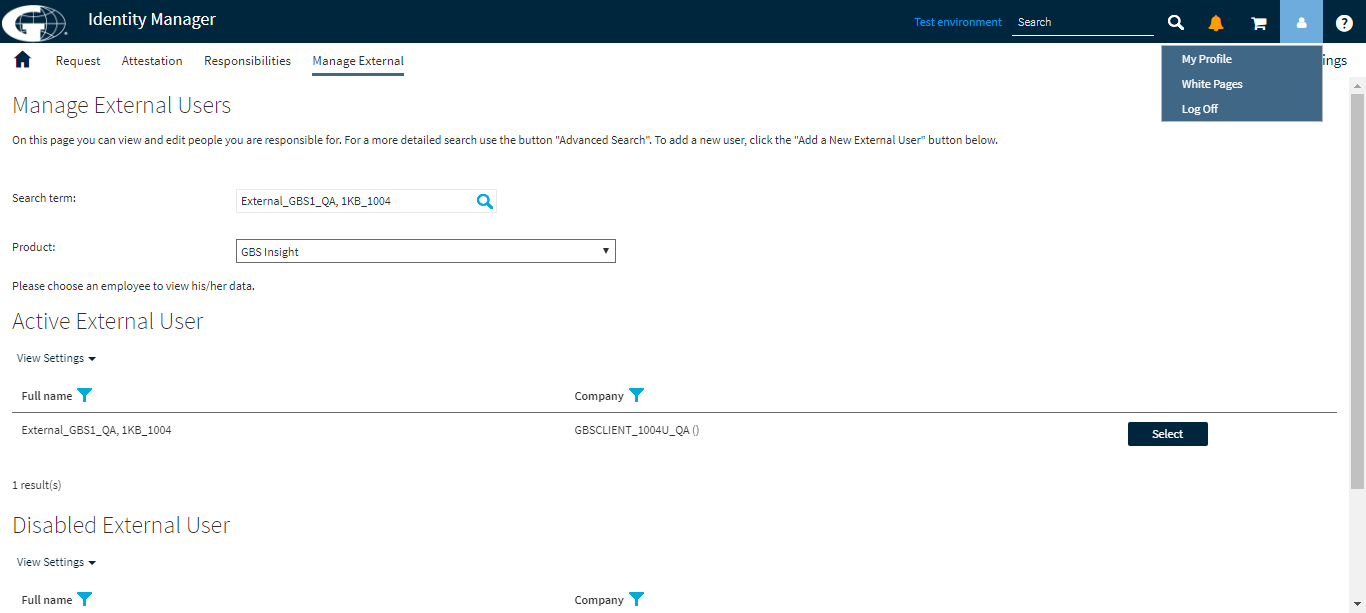 Identity Manager
Test environment
Search
?
Request Attestation Responsibilities Manage External
ings
My Profile
White Pages
Log Off
Manage External Users
On this page you can view and edit people you are responsible for. For a more detailed search use the button "Advanced Search". To add a new user, click the "Add a New External User" button below.
Search term: External_GBS1_QA, 1KB_1004
Product: GBS Insight
Please choose an employee to view his/her data.
Active External User
View Settings
Full name Company
External_GBS1_QA, 1KB_1004 GBSCLIENT_1004U_QA () Select
1 result(s)
Disabled External User
View Settings
Full name Company